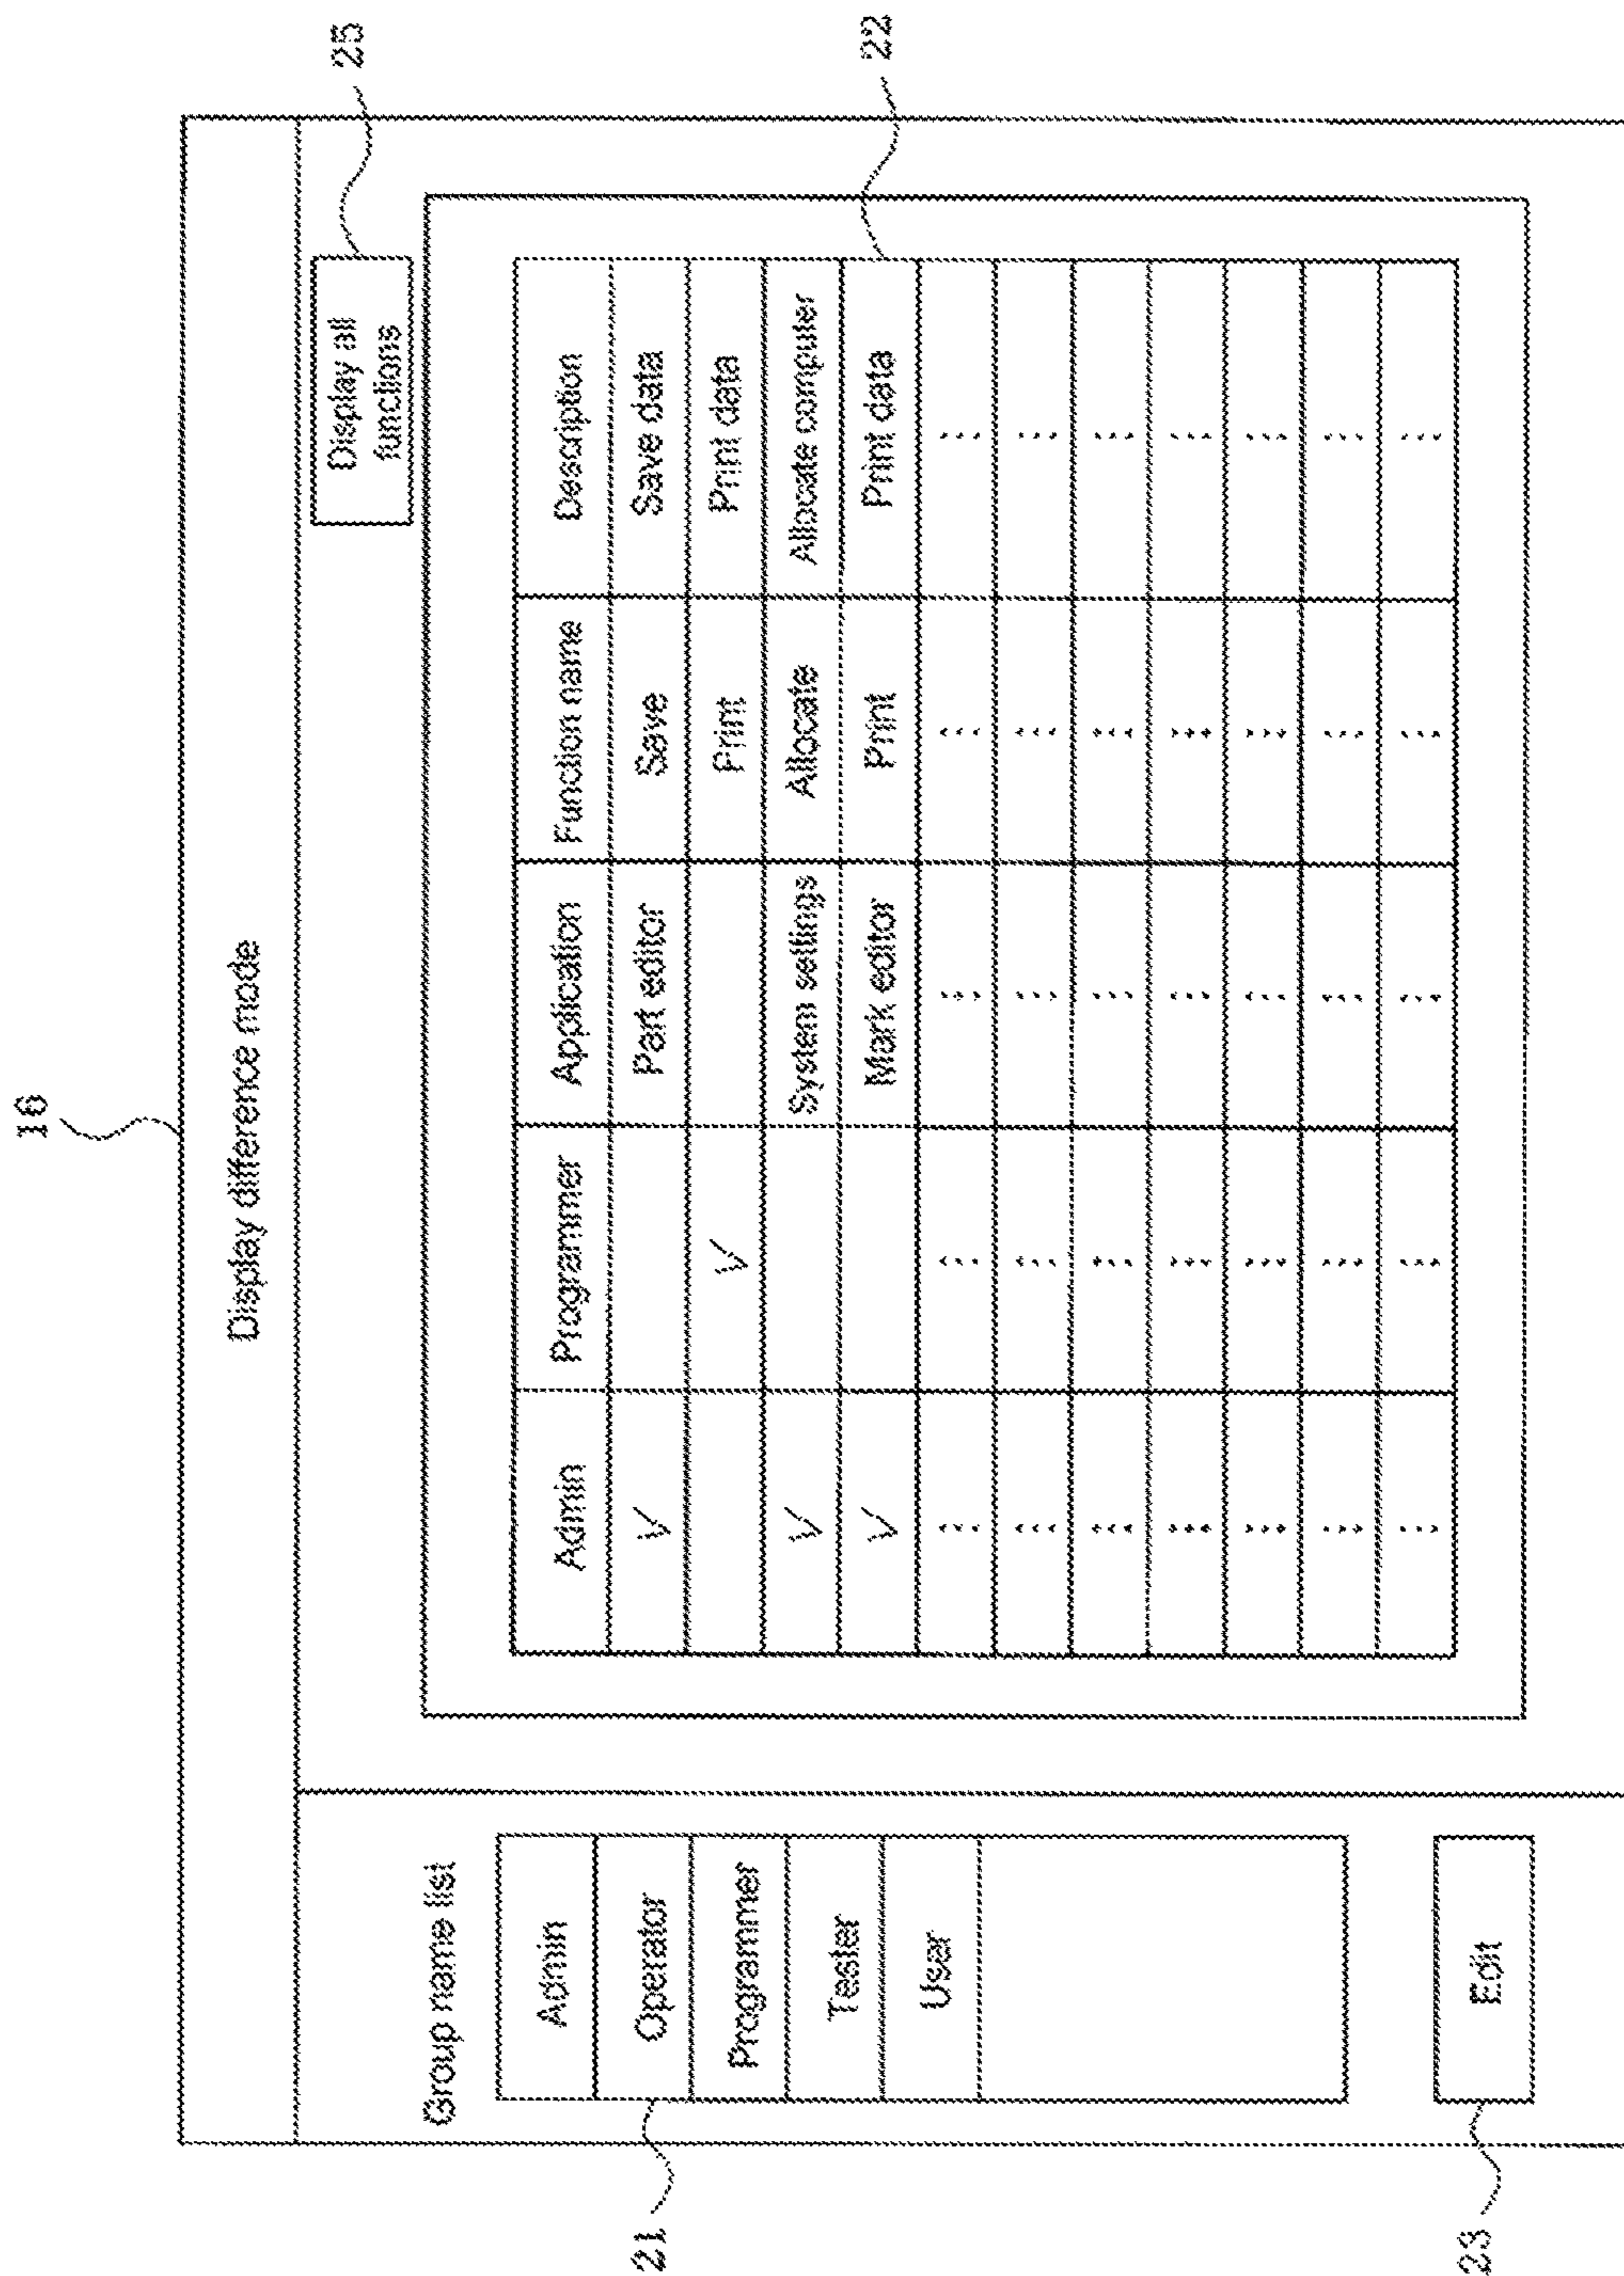 16
Display difference mode
25
Display all
functions
Group name list
21
Admin
Operator
Programmer
Tester
User
23
Edit
22
Admin Programmer Application Function name Description
V Part editor Save Save data
V Print Print data
V System settings Allocate Allocate computer
V Mark editor Print Print data
... ... ... ... ...
... ... ... ... ...
... ... ... ... ...
... ... ... ... ...
... ... ... ... ...
... ... ... ... ...
... ... ... ... ...